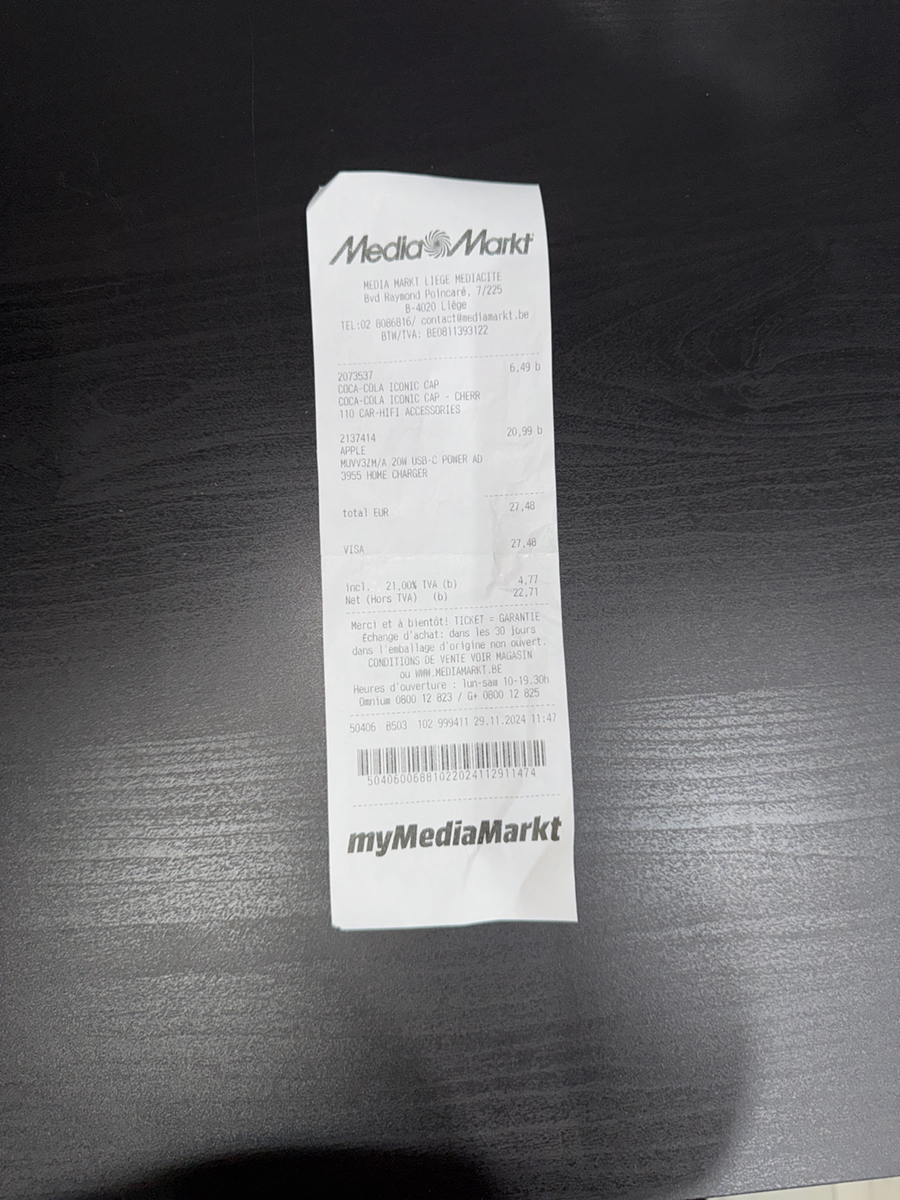 Media Markt
MEDIA MARKT LIEGE MEDIACITE
Bvd Raymond Poincaré, 7/225
B-4020 Liège
TEL:02 8086816/ contact@mediamarkt.be
BTW/TVA: BE0811393122
2073537 6,49 b
COCA-COLA ICONIC CAP
COCA-COLA ICONIC CAP - CHERR
110 CAR-HIFI ACCESSORIES
2137414 20,99 b
APPLE
MUVV3ZM/A 20W USB-C POWER AD
3955 HOME CHARGER
total EUR 27,48
VISA 27,48
incl. 21,00% TVA (b) 4,77
Net (Hors TVA) (b) 22,71
Merci et à bientôt! TICKET = GARANTIE
Échange d'achat: dans les 30 jours
dans l'emballage d'origine non ouvert.
CONDITIONS DE VENTE VOIR MAGASIN
ou WWW.MEDIAMARKT.BE
Heures d'ouverture : lun-sam 10-19.30h
Omnium 0800 12 823 / G+ 0800 12 825
50406 8503 102 999411 29.11.2024 11:47
5040600688102202411291147​4
myMediaMarkt